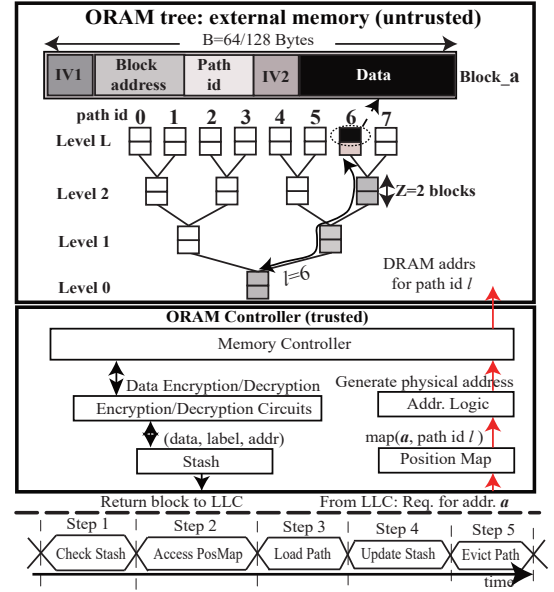 ORAM tree: external memory (untrusted)
B=64/128 Bytes
IV1 Block address Path id IV2 Data Block_a
path id 0 1 2 3 4 5 6 7
Level L
Level 2 Z=2 blocks
Level 1
Level 0 l=6
DRAM addrs
for path id l
ORAM Controller (trusted)
Memory Controller
Data Encryption/Decryption
Generate physical address
Encryption/Decryption Circuits
Addr. Logic
(data, label, addr)
map(a, path id l )
Stash
Position Map
Return block to LLC
From LLC: Req. for addr. a
Step 1 Step 2 Step 3 Step 4 Step 5
Check Stash Access PosMap Load Path Update Stash Evict Path
time